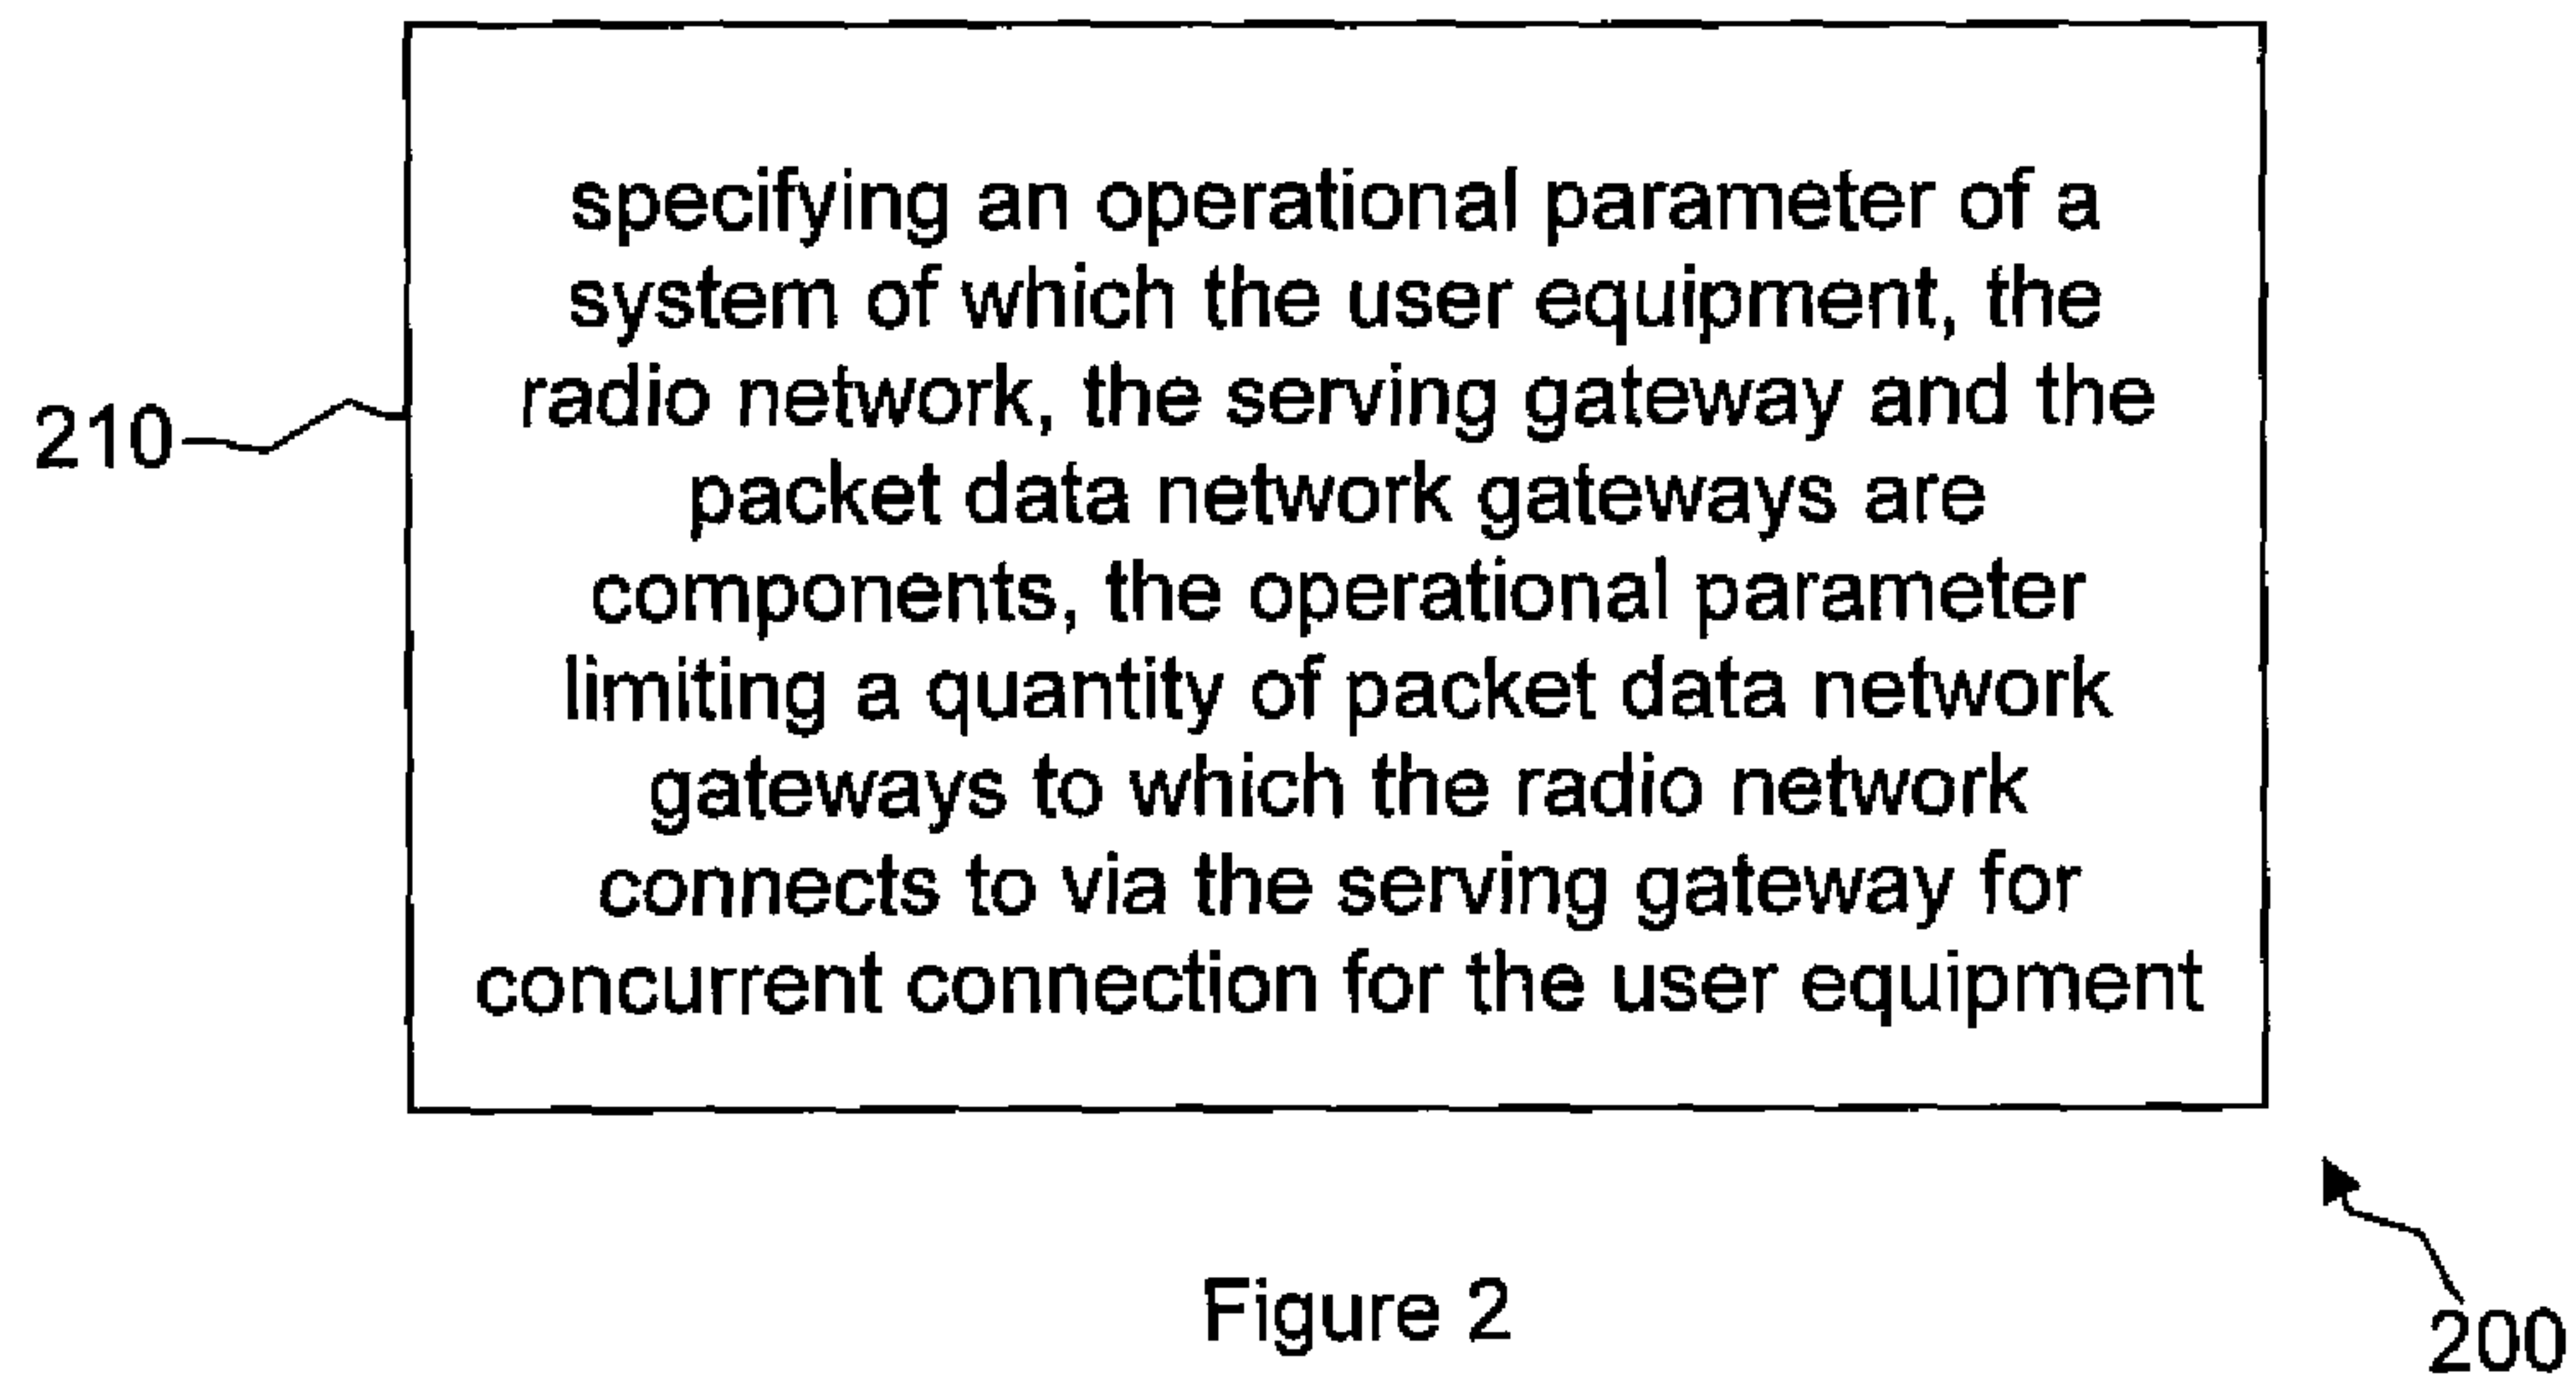 specifying an operational parameter of a
system of which the user equipment, the
radio network, the serving gateway and the
packet data network gateways are
components, the operational parameter
limiting a quantity of packet data network
gateways to which the radio network
connects to via the serving gateway for
concurrent connection for the user equipment
210
Figure 2
200